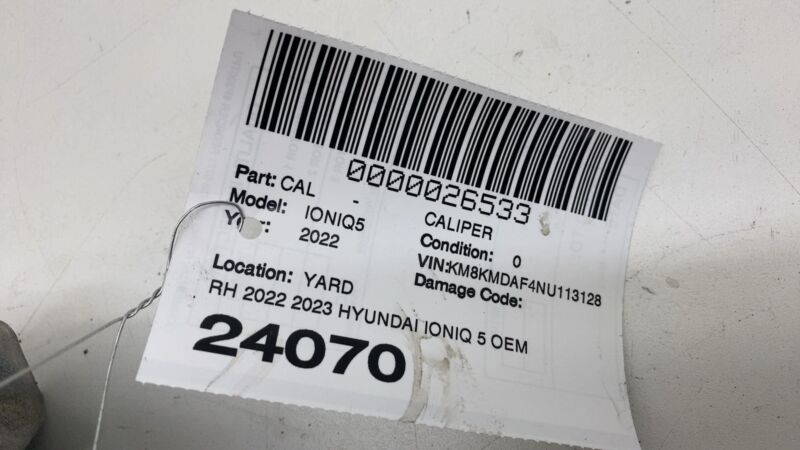 0000026533
Part: CAL - CALIPER
Model: IONIQ5 Condition: 0
Year: 2022 VIN:KM8KMDAF4NU113128
Damage Code:
Location: YARD
RH 2022 2023 HYUNDAI IONIQ 5 OEM
24070